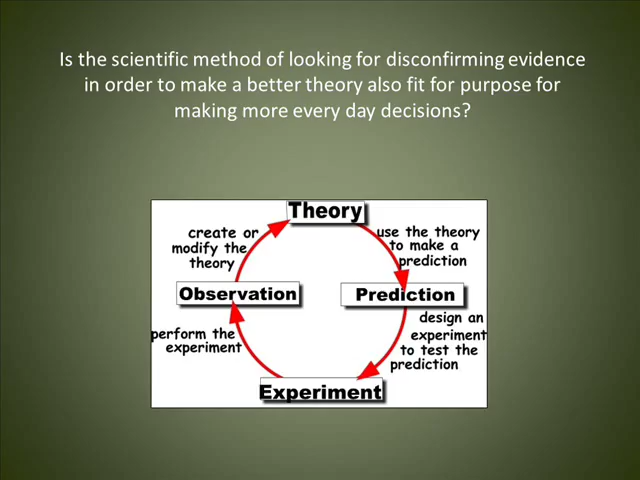 Is the scientific method of looking for disconfirming evidence
in order to make a better theory also fit for purpose for
making more every day decisions?
Theory
create or
modify the
theory
use the theory
to make a
prediction
Observation
Prediction
perform the
experiment
design an
experiment
to test the
prediction
Experiment